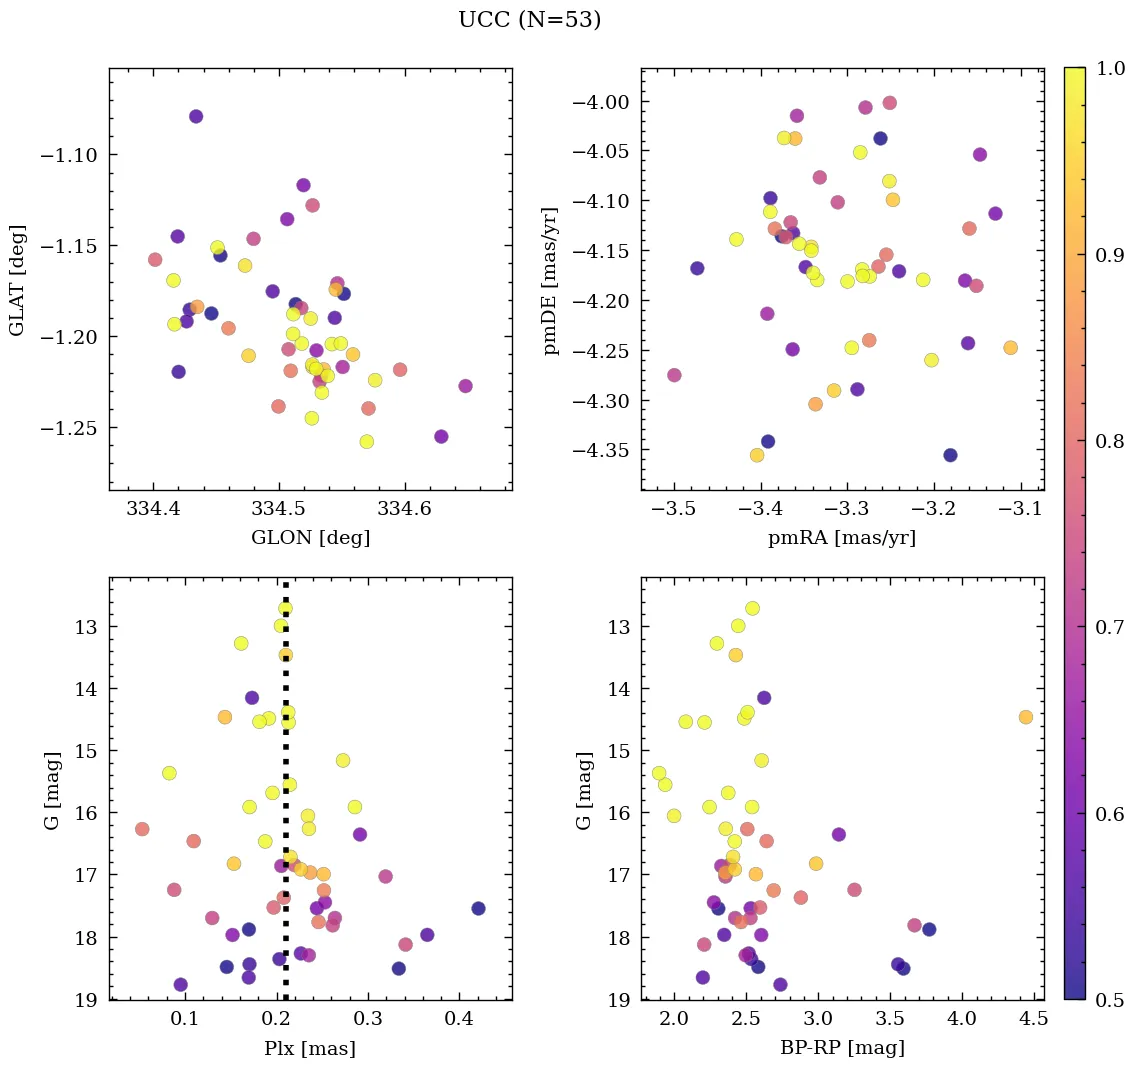 UCC (N=53)
−1.10
−1.15
−1.20
−1.25
GLAT [deg]
334.4 334.5 334.6
GLON [deg]
−4.00
−4.05
−4.10
−4.15
−4.20
−4.25
−4.30
−4.35
pmDE [mas/yr]
−3.5 −3.4 −3.3 −3.2 −3.1
pmRA [mas/yr]
1.0
0.9
0.8
0.7
0.6
0.5
13
14
15
16
17
18
19
G [mag]
0.1 0.2 0.3 0.4
Plx [mas]
13
14
15
16
17
18
19
G [mag]
2.0 2.5 3.0 3.5 4.0 4.5
BP-RP [mag]